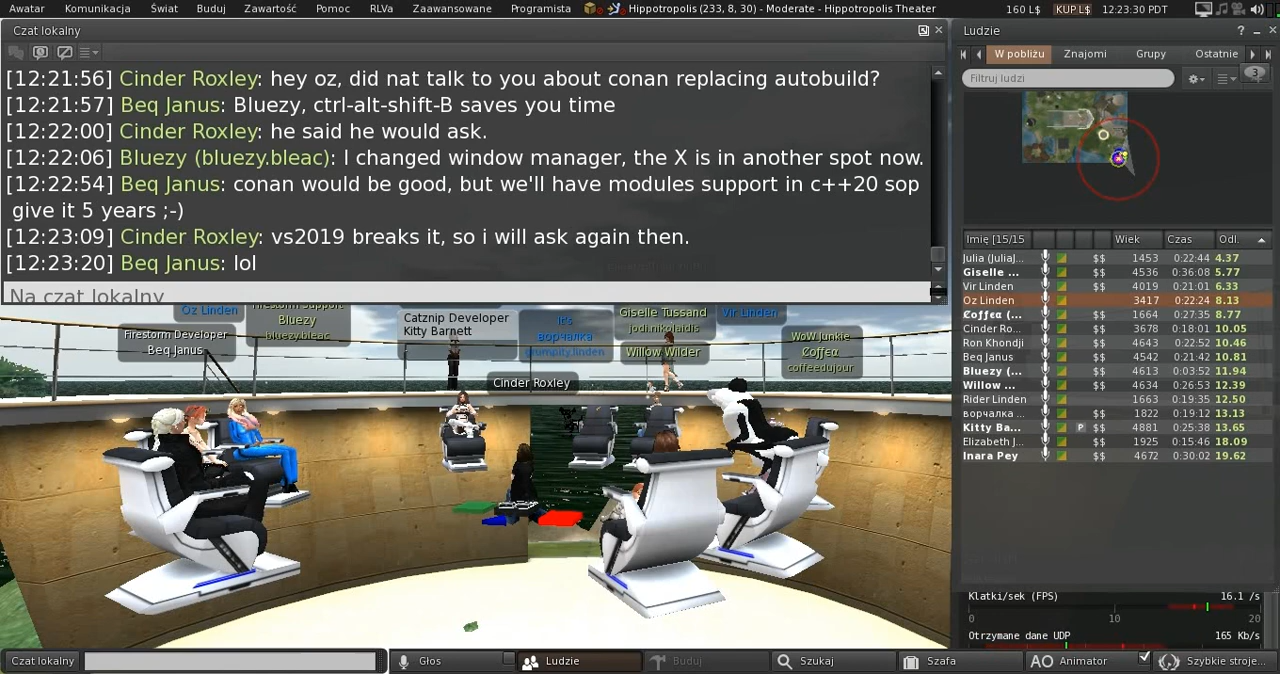 Awatar Komunikacja Świat Buduj Zawartość Pomoc RLVa Zaawansowane Programista Hippotropolis (233, 8, 30) - Moderate - Hippotropolis Theater 160 L$ KUP L$ 12:23:30 PDT
Czat lokalny
[12:21:56] Cinder Roxley: hey oz, did nat talk to you about conan replacing autobuild?
[12:21:57] Beq Janus: Bluezy, ctrl-alt-shift-B saves you time
[12:22:00] Cinder Roxley: he said he would ask.
[12:22:06] Bluezy (bluezy.bleac): I changed window manager, the X is in another spot now.
[12:22:54] Beq Janus: conan would be good, but we'll have modules support in c++20 sop
give it 5 years ;-)
[12:23:09] Cinder Roxley: vs2019 breaks it, so i will ask again then.
[12:23:20] Beq Janus: lol
Na czat lokalny
Oz Linden
Firestorm Support
Bluezy
bluezy.bleac
Firestorm Developer
Beq Janus
Catznip Developer
Kitty Barnett
It's
ворчалка
grumpity.linden
Giselle Tussand
jodi.nikolaidis
Willow Wilder
Vir Linden
WoW Junkie
Coffee
coffeedujour
Cinder Roxley
Ludzie
W pobliżu Znajomi Grupy Ostatnie
Filtruj ludzi
3
Imię [15/15 Wiek Czas Odl.
Julia (JuliaJ... $$ 1453 0:22:44 4.37
Giselle ... $$ 4536 0:36:08 5.77
Vir Linden $$ 4019 0:21:01 6.33
Oz Linden 3417 0:22:24 8.13
Coffee (... $$ 1664 0:27:35 8.77
Cinder Ro... $$ 3678 0:18:01 10.05
Ron Khondji $$ 4643 0:22:52 10.46
Beq Janus $$ 4542 0:21:42 10.81
Bluezy (... $$ 4613 0:03:52 11.94
Willow ... $$ 4634 0:26:53 12.39
Rider Linden 1663 0:19:35 12.50
ворчалка ... $$ 1822 0:19:12 13.13
Kitty Ba... P $$ 4881 0:25:38 13.65
Elizabeth J... $$ 1925 0:15:46 18.09
Inara Pey $$ 4672 0:30:02 19.62
Klatki/sek (FPS) 16.1 /s
0 10 20
Otrzymane dane UDP 165 Kb/s
Czat lokalny Głos Ludzie Buduj Szukaj Szafa AO Animator Szybkie stroje...